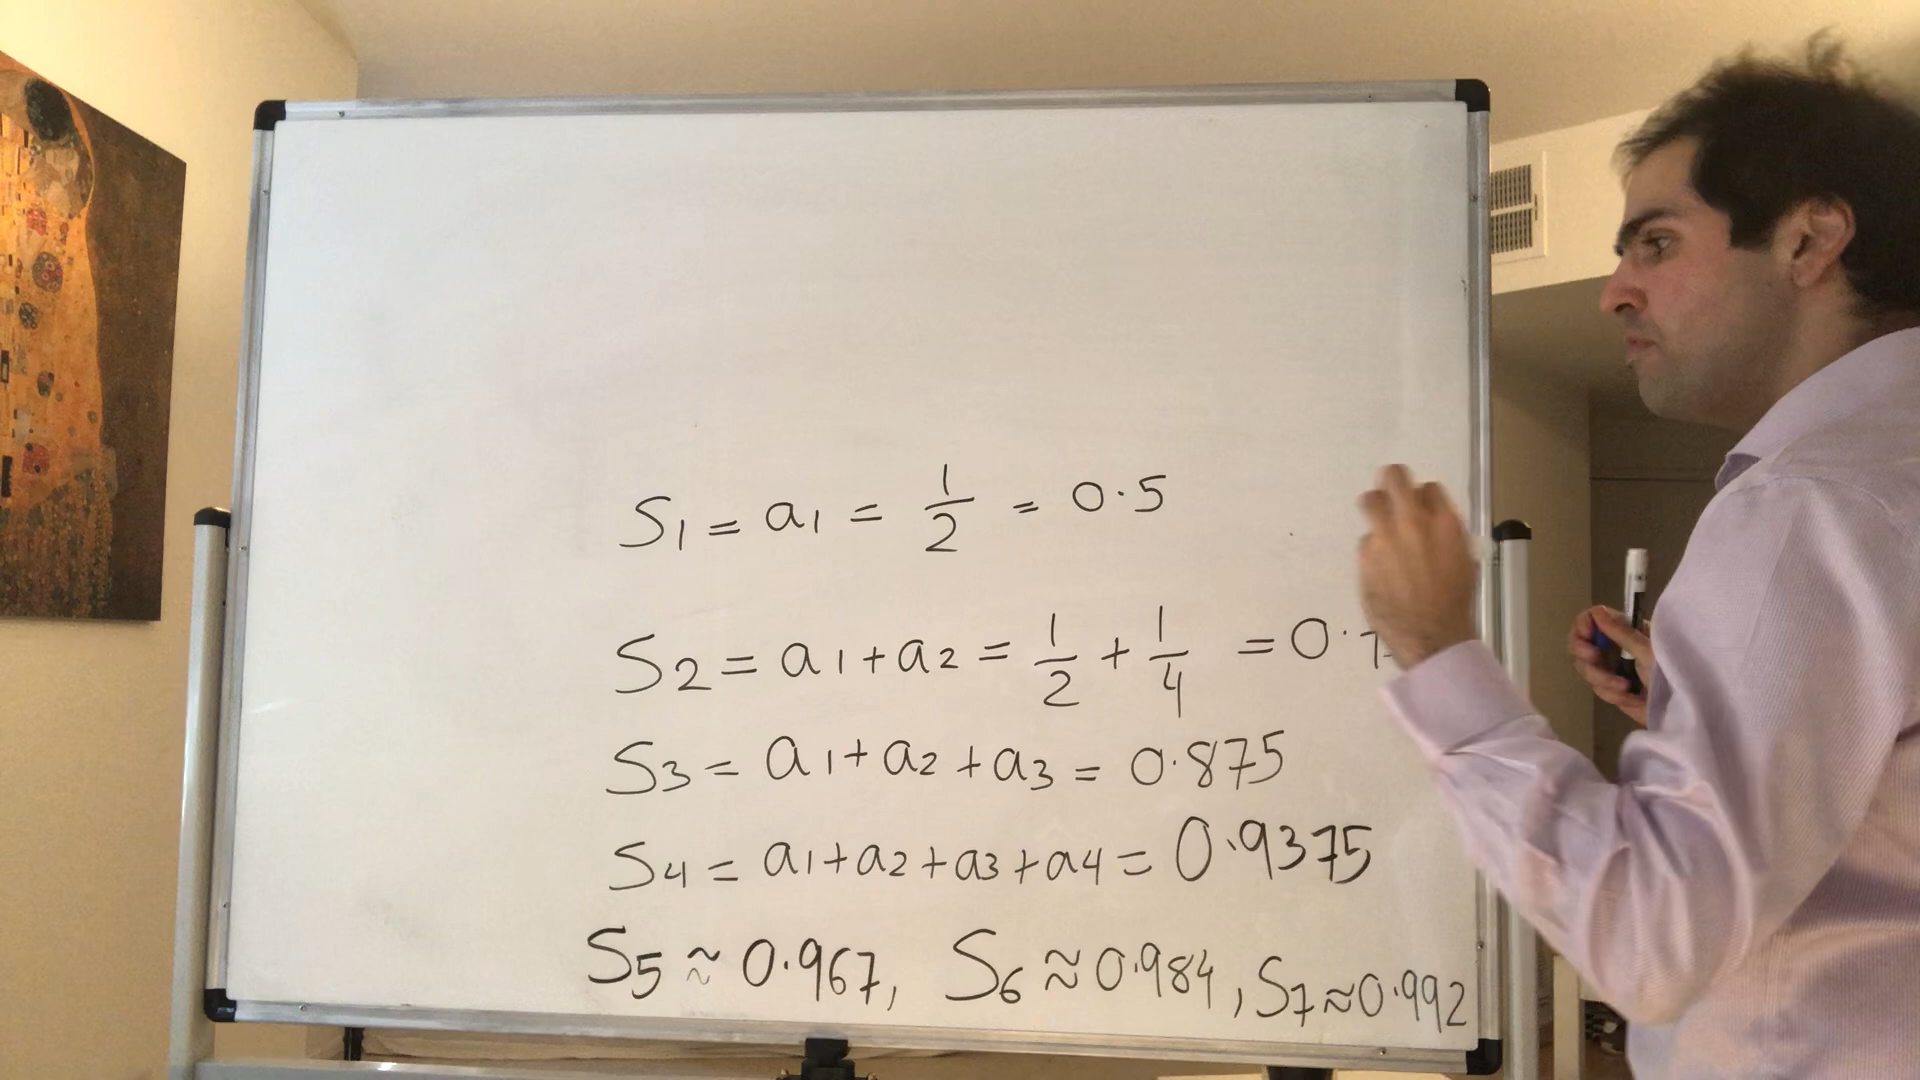 S1 = a1 = 1/2 = 0.5
S2 = a1 + a2 = 1/2 + 1/4 = 0.7
S3 = a1 + a2 + a3 = 0.875
S4 = a1 + a2 + a3 + a4 = 0.9375
S5 ≈ 0.967, S6 ≈ 0.984, S7 ≈ 0.992